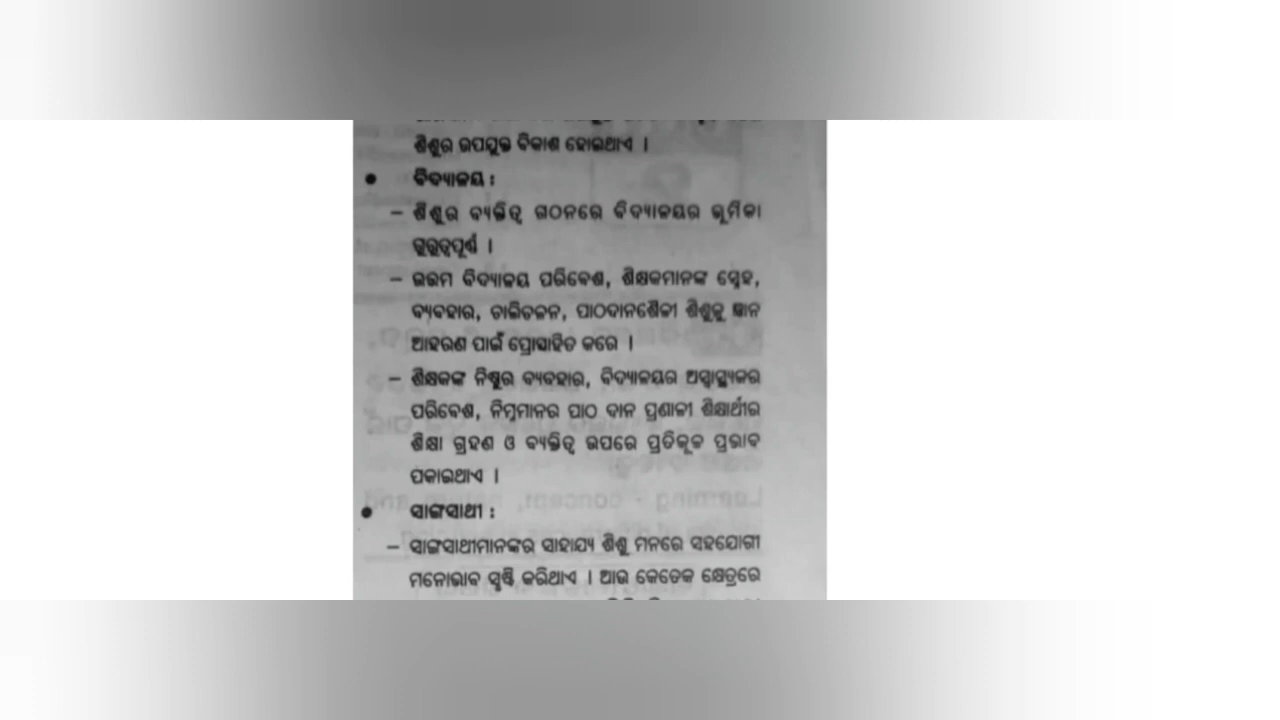 ଶିଶୁର ଉପଯୁକ୍ତ ବିକାଶ ହୋଇଥାଏ ।
● ବିଦ୍ୟାଳୟ :
– ଶିଶୁର ବ୍ୟକ୍ତିତ୍ୱ ଗଠନରେ ବିଦ୍ୟାଳୟର ଭୂମିକା
ଗୁରୁତ୍ୱପୂର୍ଣ୍ଣ ।
– ଉତ୍ତମ ବିଦ୍ୟାଳୟ ପରିବେଶ, ଶିକ୍ଷକମାନଙ୍କ ସ୍ନେହ,
ବ୍ୟବହାର, ଚାଲିଚଳନ, ପାଠଦାନଶୈଳୀ ଶିଶୁକୁ ଜ୍ଞାନ
ଆହରଣ ପାଇଁ ପ୍ରୋତ୍ସାହିତ କରେ ।
– ଶିକ୍ଷକଙ୍କ ନିଷ୍ଠୁର ବ୍ୟବହାର, ବିଦ୍ୟାଳୟର ଅସ୍ୱାସ୍ଥ୍ୟକର
ପରିବେଶ, ନିମ୍ନମାନର ପାଠ ଦାନ ପ୍ରଣାଳୀ ଶିକ୍ଷାର୍ଥୀର
ଶିକ୍ଷା ଗ୍ରହଣ ଓ ବ୍ୟକ୍ତିତ୍ୱ ଉପରେ ପ୍ରତିକୂଳ ପ୍ରଭାବ
ପକାଇଥାଏ ।
● ସାଙ୍ଗସାଥୀ :
– ସାଙ୍ଗସାଥୀମାନଙ୍କର ସାହାଯ୍ୟ ଶିଶୁ ମନରେ ସହଯୋଗୀ
ମନୋଭାବ ସୃଷ୍ଟି କରିଥାଏ । ଆଉ କେତେକ କ୍ଷେତ୍ରରେ